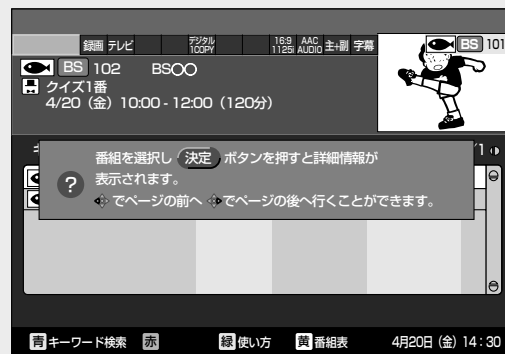 録画 テレビ デジタル 1COPY 16:9 1125i AAC AUDIO 主+副 字幕
BS 101
BS 102 BS○○
クイズ1番
4/20（金）10:00-12:00（120分）
/1
番組を選択し 決定 ボタンを押すと詳細情報が
? 表示されます。
でページの前へ でページの後へ行くことができます。
青 キーワード検索 赤 緑 使い方 黄 番組表 4月20日（金）14：30